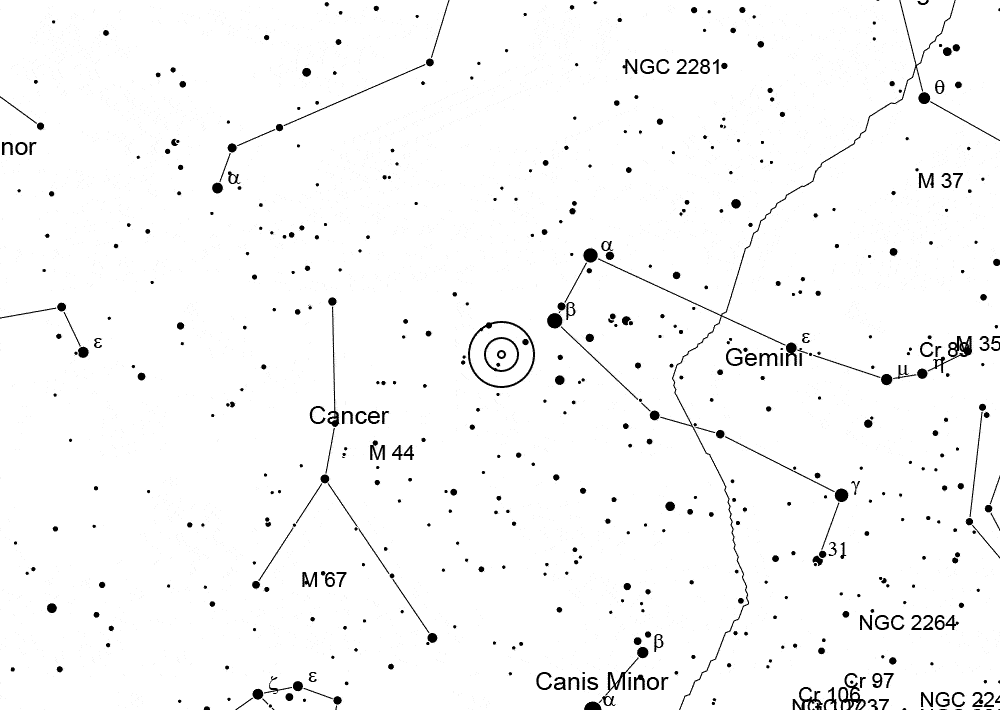 NGC 2281
θ
nor
α
M 37
α
β
ε
ε
Gemini
Cr 89
M 35
μ
η
Cancer
M 44
γ
31
M 67
NGC 2264
β
ζ
ε
Canis Minor
α
Cr 97
Cr 106